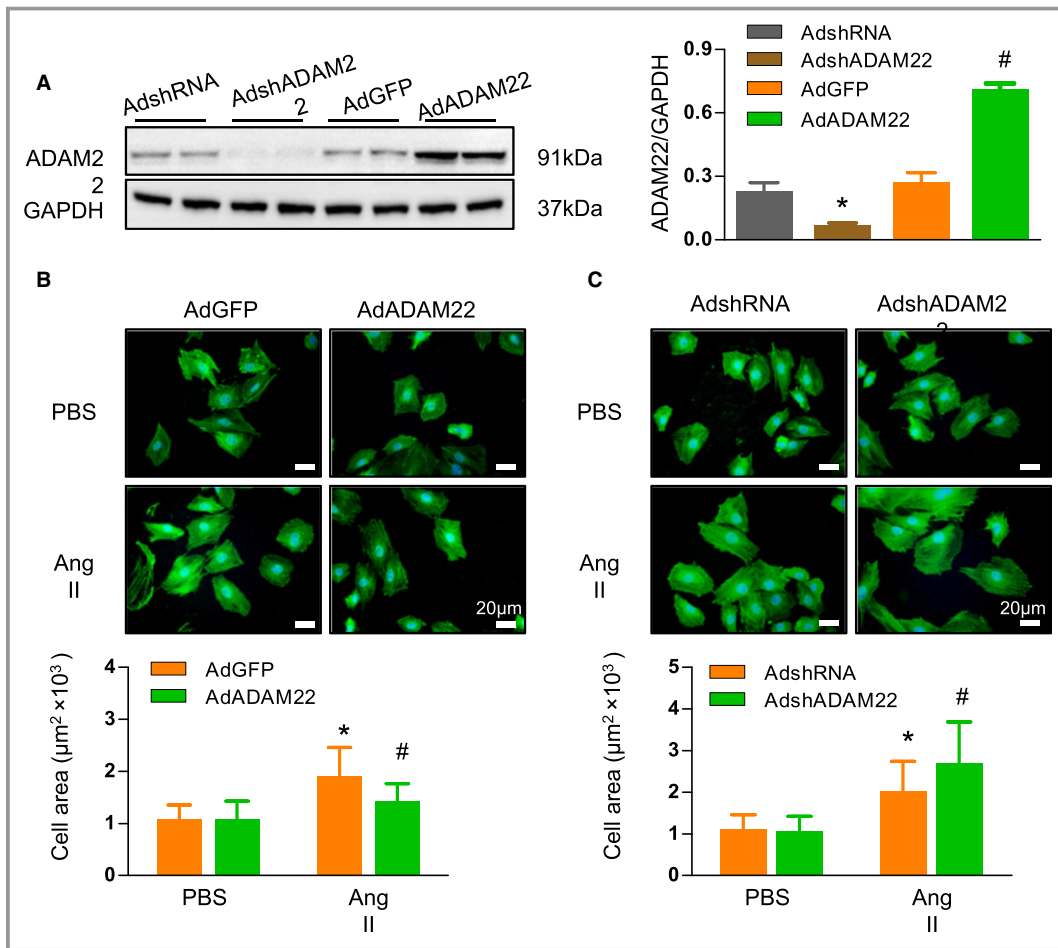 A
AdshRNA
AdshADAM2
2
AdGFP
AdADAM22
ADAM2
2
91kDa
GAPDH
37kDa
ADAM22/GAPDH
0.9
0.6
0.3
0.0
AdshRNA
AdshADAM22
AdGFP
AdADAM22
*
#
B
AdGFP
AdADAM22
PBS
Ang
II
20µm
Cell area (µm² ×10³ )
4
3
2
1
0
AdGFP
AdADAM22
*
#
PBS
Ang
II
C
AdshRNA
AdshADAM2
2
PBS
Ang
II
20µm
Cell area (µm² ×10³ )
5
4
3
2
1
0
AdshRNA
AdshADAM22
*
#
PBS
Ang
II